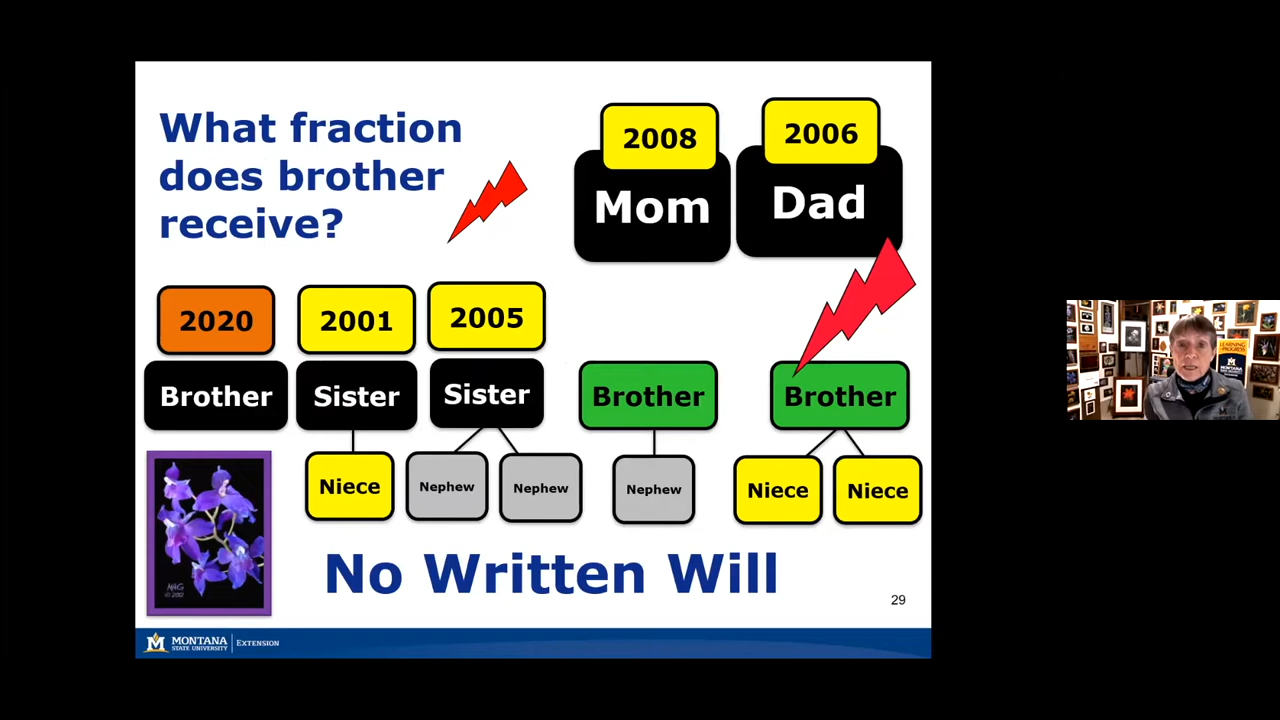 What fraction
does brother
receive?
2008
2006
Mom
Dad
2020
2001
2005
Brother
Sister
Sister
Brother
Brother
Niece
Nephew
Nephew
Nephew
Niece
Niece
No Written Will
29
MONTANA
STATE UNIVERSITY
EXTENSION